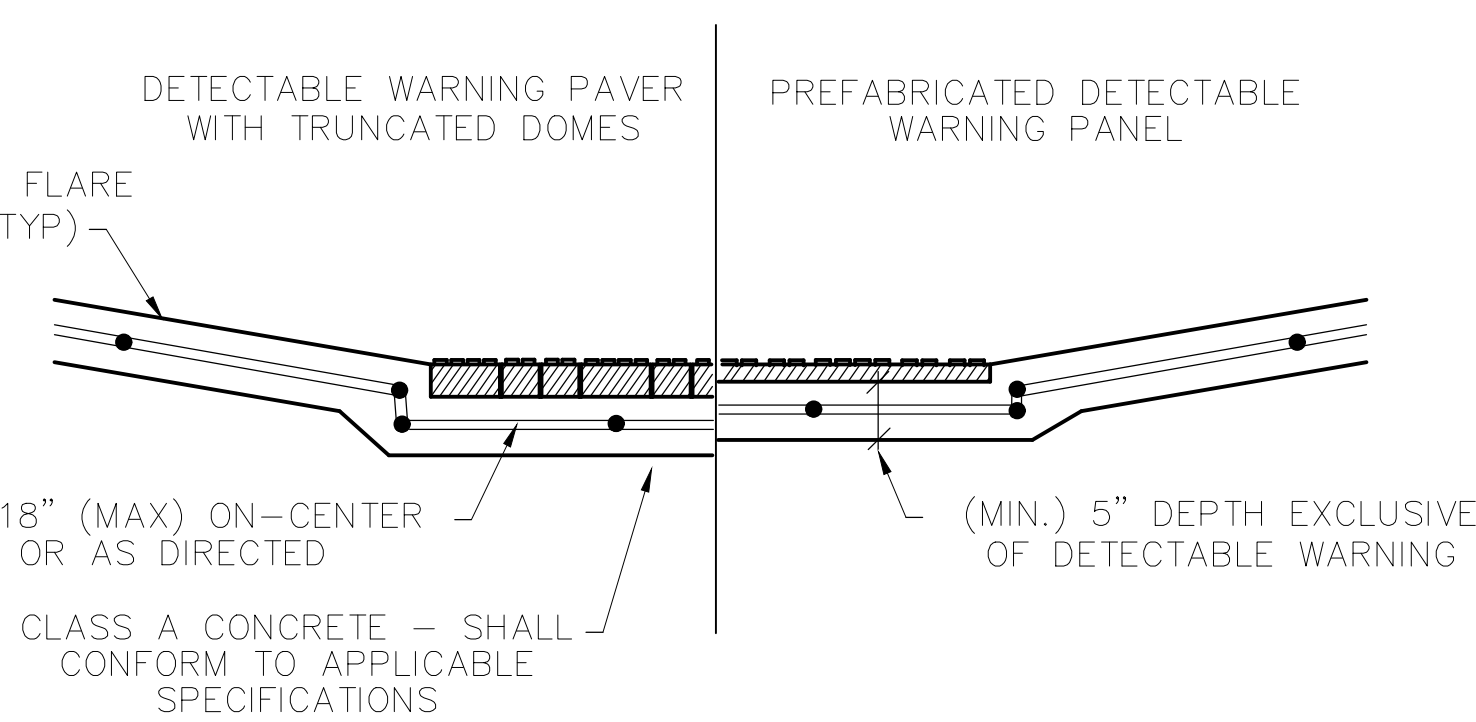 DETECTABLE WARNING PAVER
WITH TRUNCATED DOMES
PREFABRICATED DETECTABLE
WARNING PANEL
FLARE
TYP)
18” (MAX) ON-CENTER
OR AS DIRECTED
CLASS A CONCRETE - SHALL
CONFORM TO APPLICABLE
SPECIFICATIONS
(MIN.) 5” DEPTH EXCLUSIVE
OF DETECTABLE WARNING